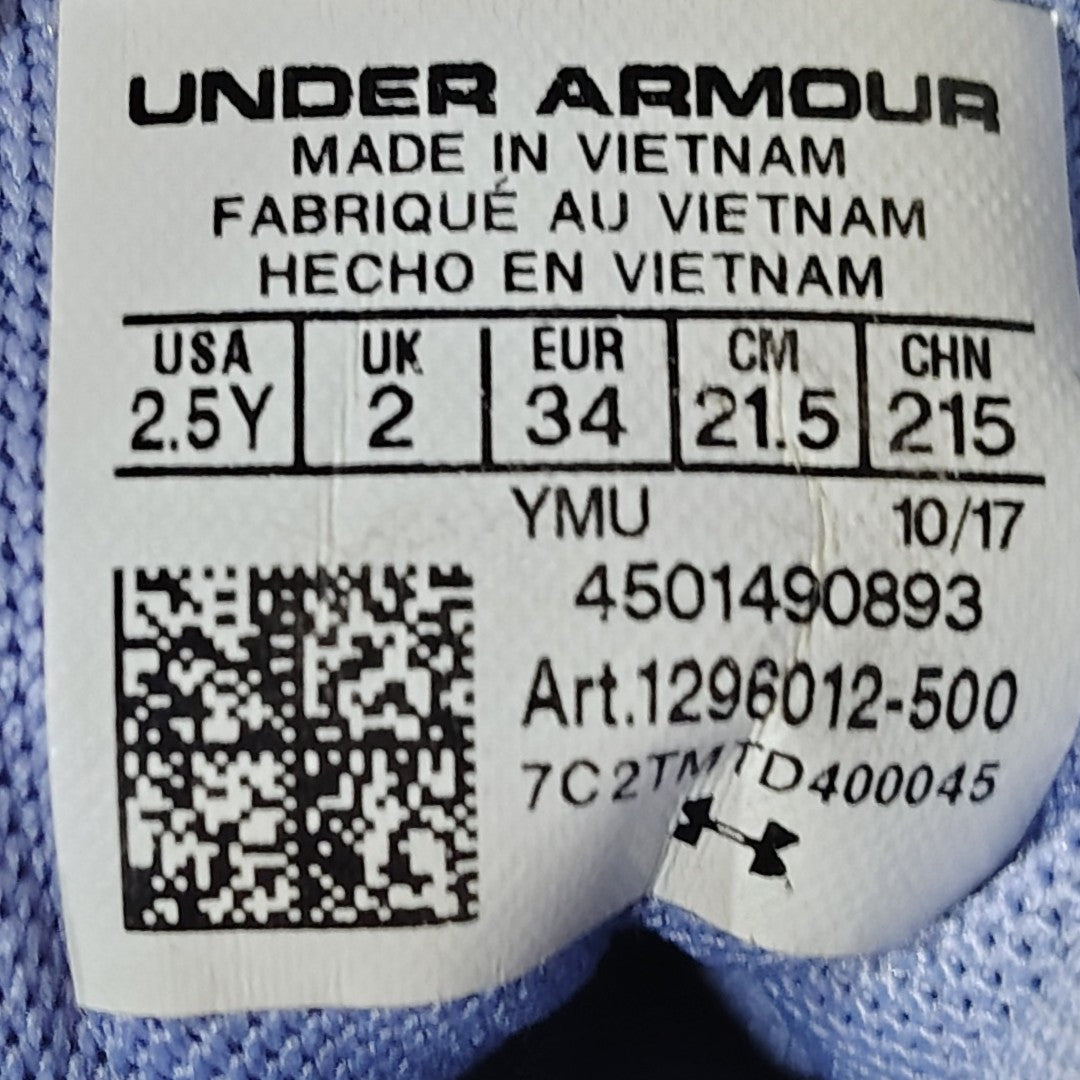 UNDER ARMOUR
MADE IN VIETNAM
FABRIQUÉ AU VIETNAM
HECHO EN VIETNAM
USA UK EUR CM CHN
2.5Y 2 34 21.5 215
YMU 10/17
4501490893
Art.1296012-500
7C2TMTD400045